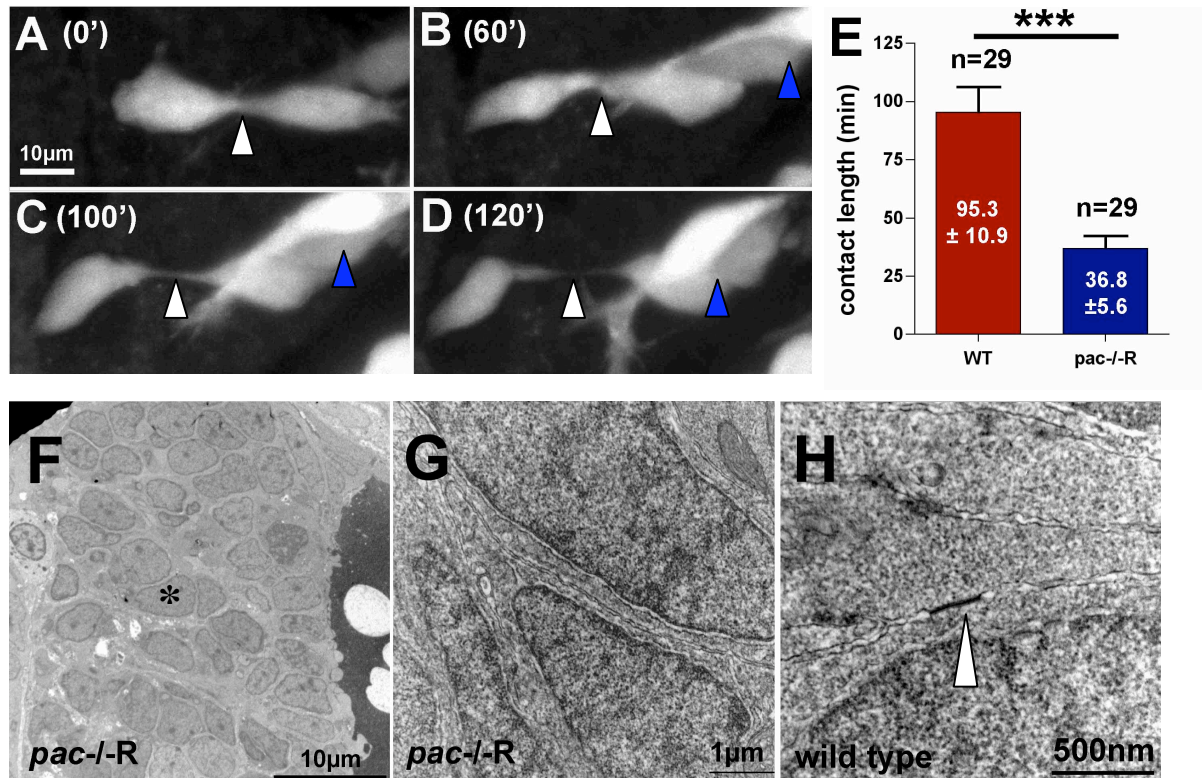 A (0’)
10µm
B (60’)
C (100’)
D (120’)
E
***
n=29
n=29
contact length (min)
125
100
75
50
25
0
95.3
± 10.9
36.8
±5.6
WT
pac-/-R
F
*
pac-/-R
10µm
G
pac-/-R
1µm
H
wild type
500nm